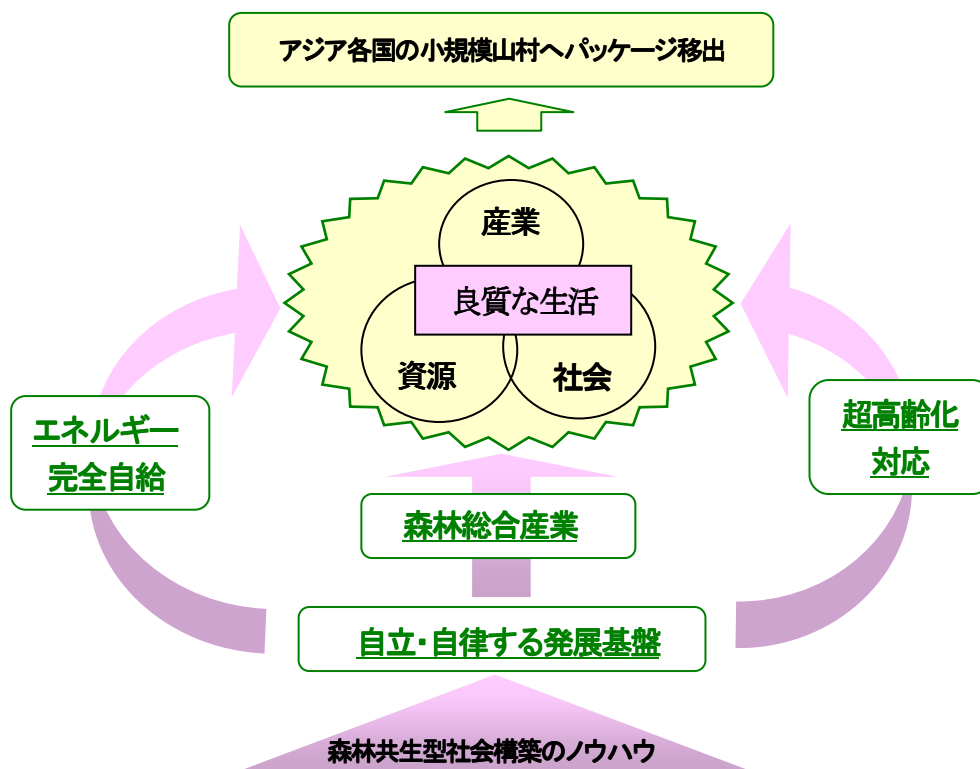 アジア各国の小規模山村へパッケージ移出
産業
良質な生活
資源
社会
エネルギー
完全自給
超高齢化
対応
森林総合産業
自立・自律する発展基盤
森林共生型社会構築のノウハウ